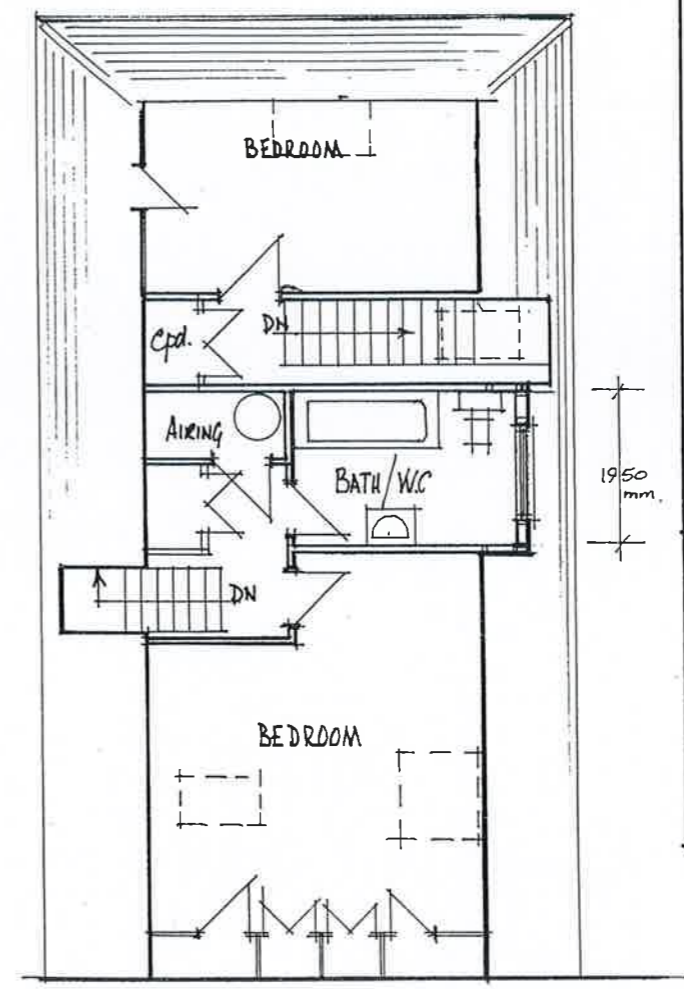 BEDROOM
Cpd.
DN
AIRING
BATH/W.C
1950
mm.
DN
BEDROOM